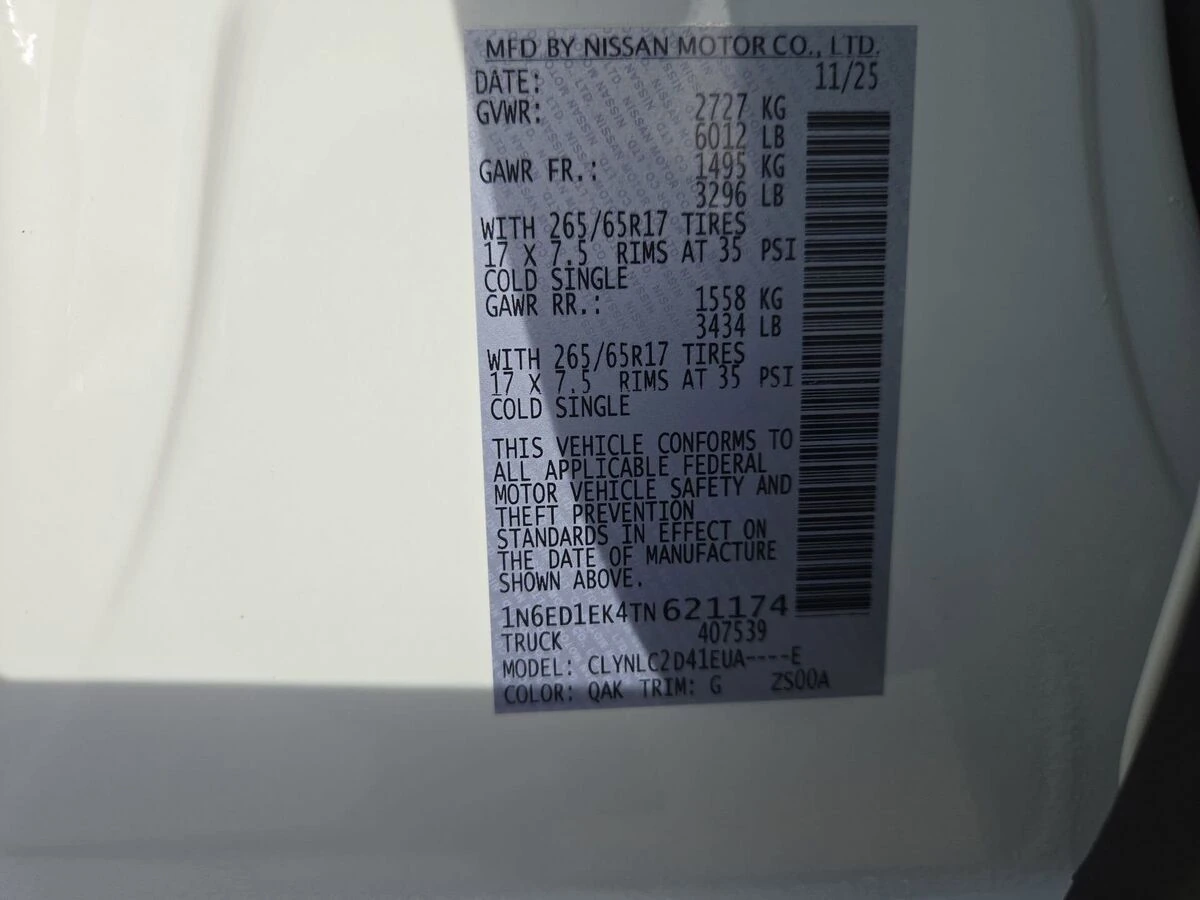 MFD BY NISSAN MOTOR CO., LTD.
DATE: 11/25
GVWR: 2727 KG
6012 LB
GAWR FR.: 1495 KG
3296 LB
WITH 265/65R17 TIRES
17 X 7.5 RIMS AT 35 PSI
COLD SINGLE
GAWR RR.: 1558 KG
3434 LB
WITH 265/65R17 TIRES
17 X 7.5 RIMS AT 35 PSI
COLD SINGLE
THIS VEHICLE CONFORMS TO
ALL APPLICABLE FEDERAL
MOTOR VEHICLE SAFETY AND
THEFT PREVENTION
STANDARDS IN EFFECT ON
THE DATE OF MANUFACTURE
SHOWN ABOVE.
1N6ED1EK4TN621174
TRUCK 407539
MODEL: CLYNLC2D41EUA----E
COLOR: QAK TRIM: G ZS00A